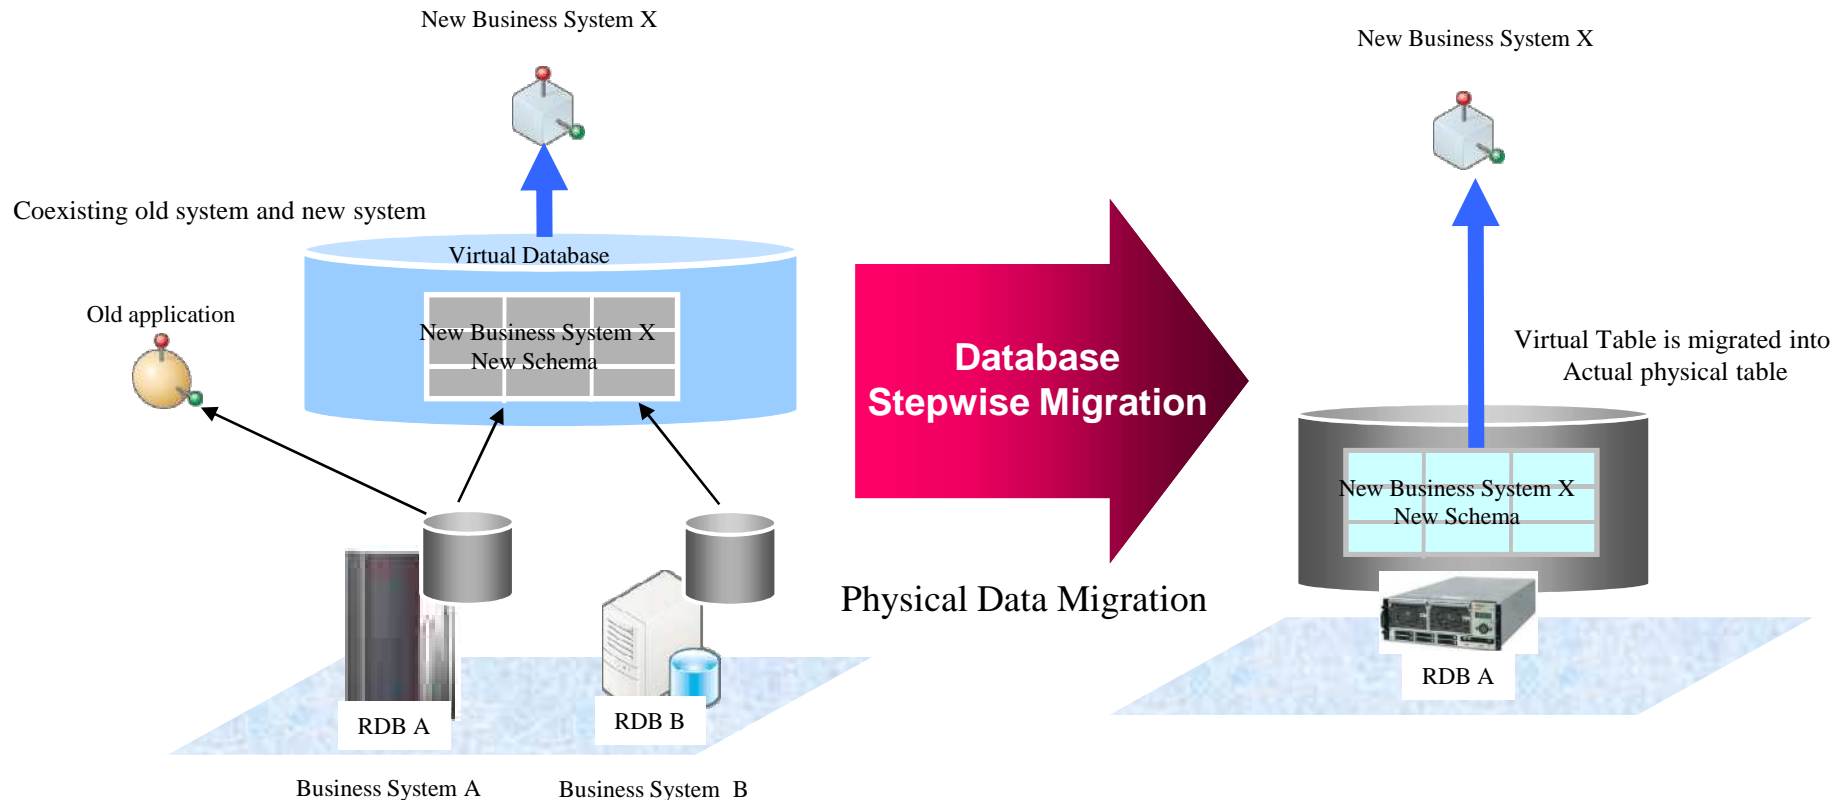 New Business System X
New Business System X
Coexisting old system and new system
Virtual Database
Old application
New Business System X
New Schema
Database
Stepwise Migration
Virtual Table is migrated into
Actual physical table
New Business System X
New Schema
Physical Data Migration
RDB A
RDB B
RDB A
Business System A
Business System  B